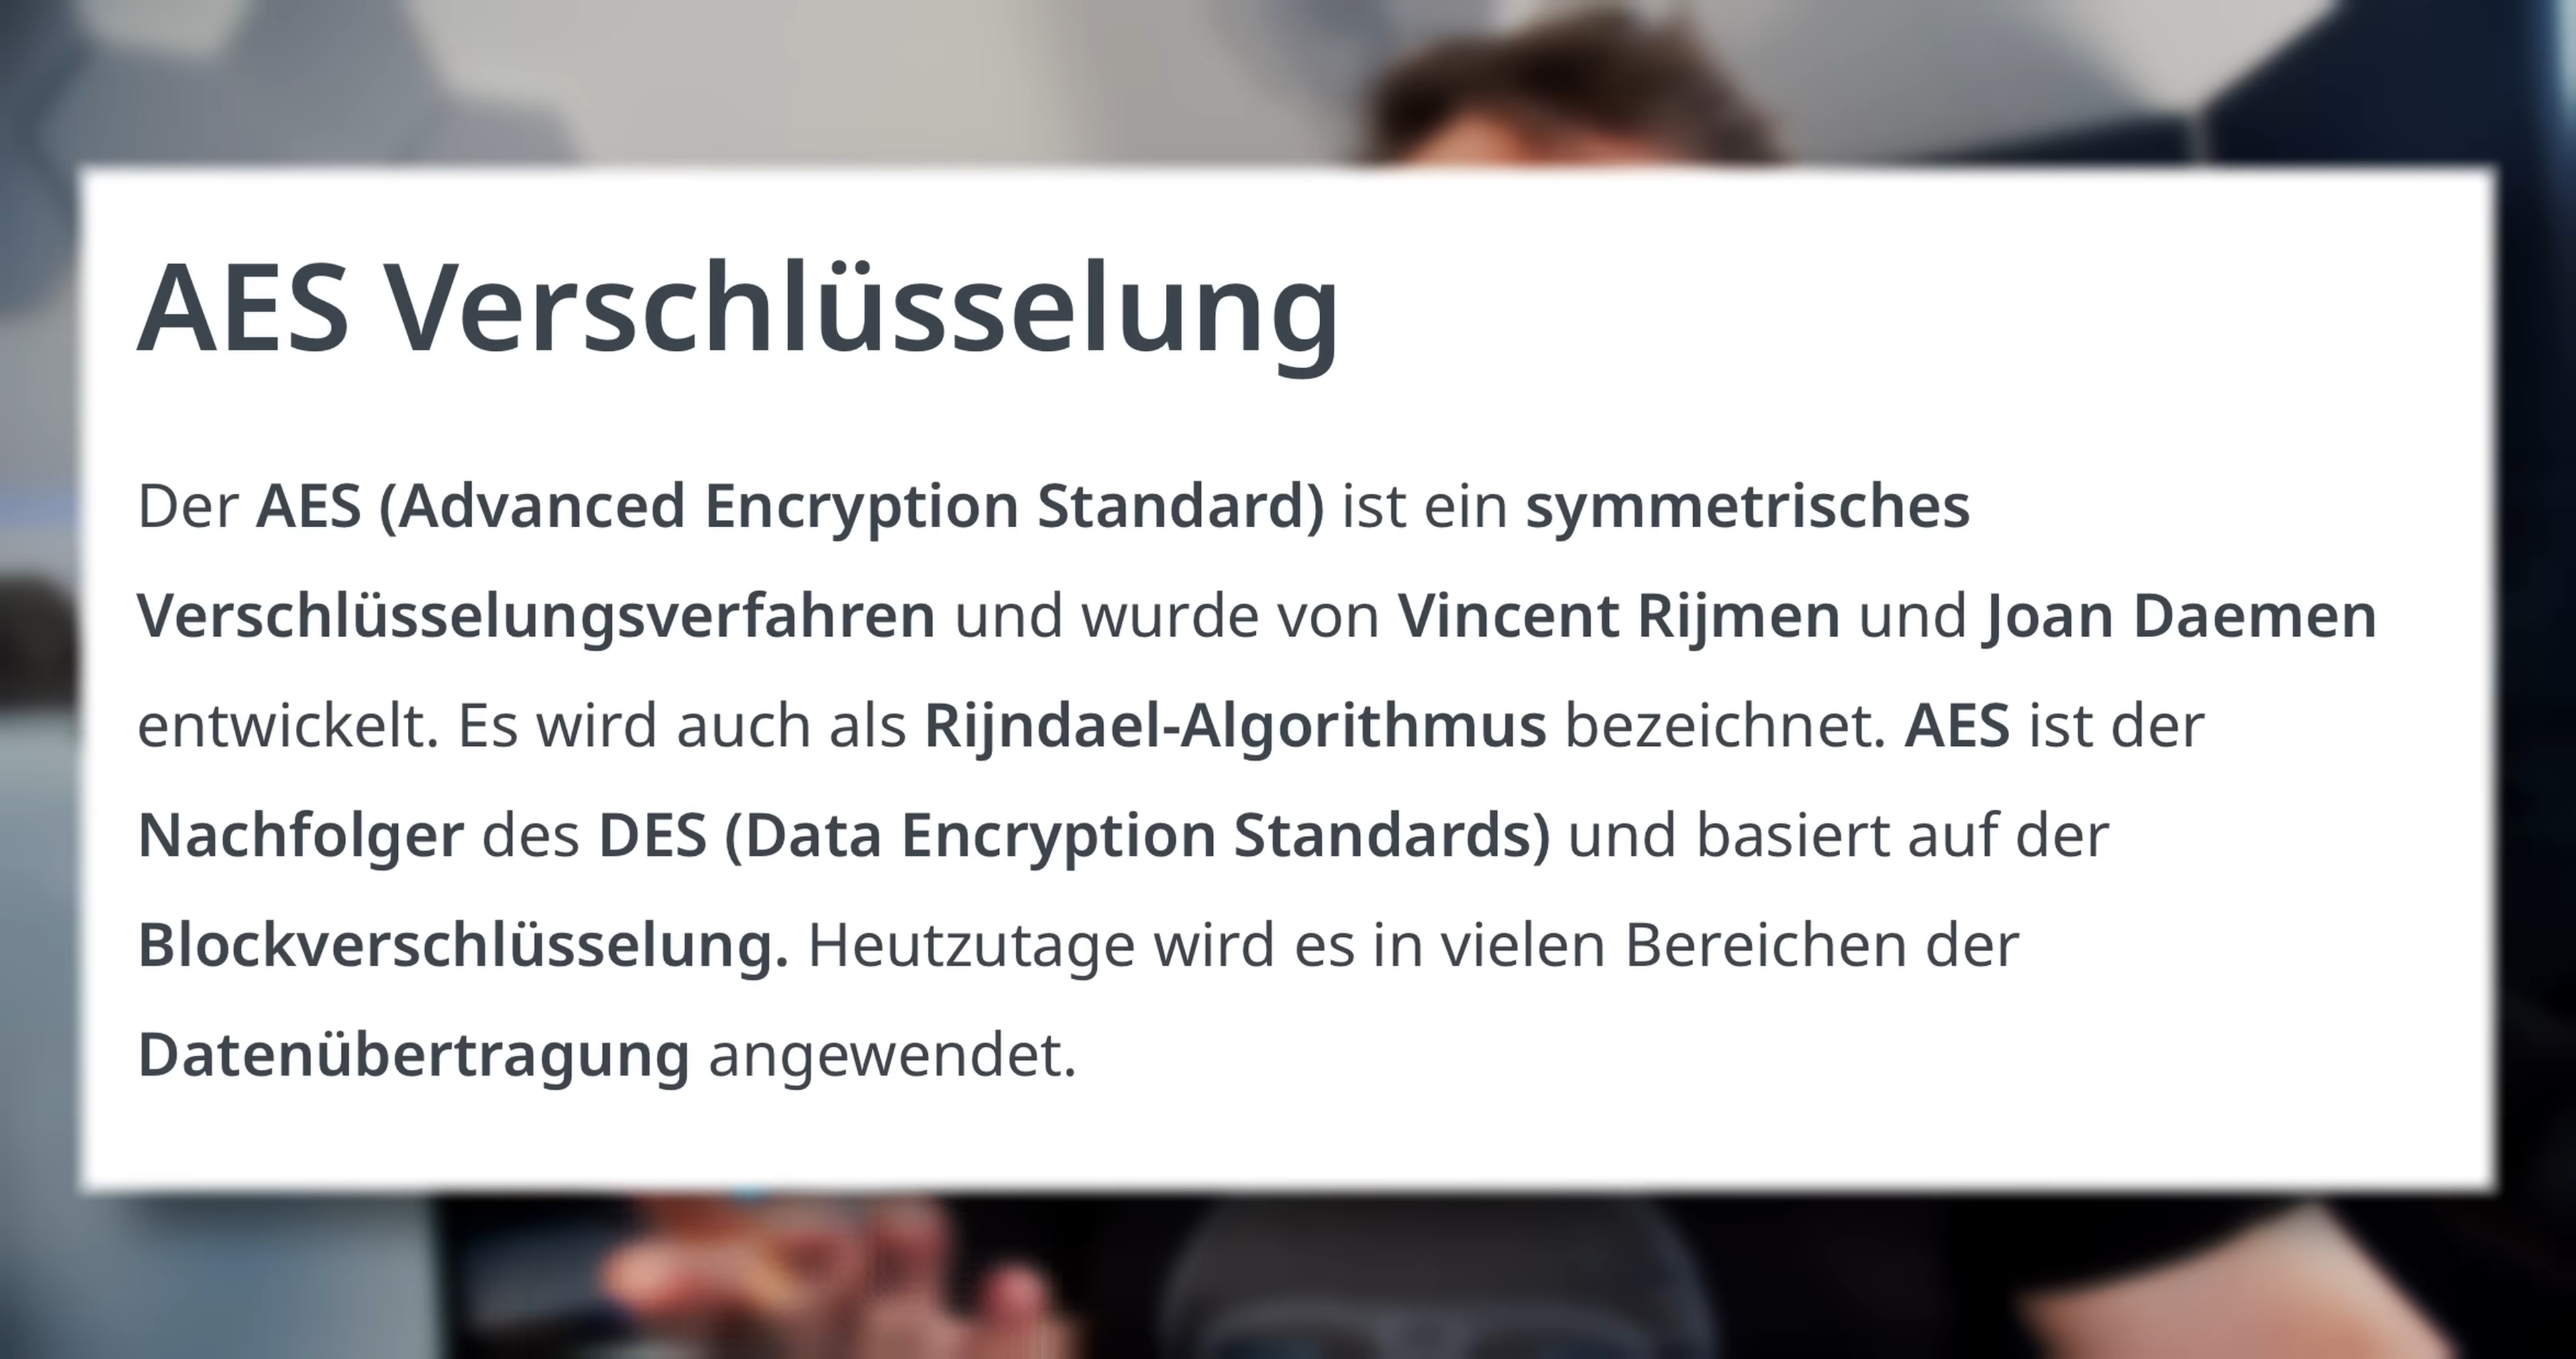 AES Verschlüsselung
Der AES (Advanced Encryption Standard) ist ein symmetrisches
Verschlüsselungsverfahren und wurde von Vincent Rijmen und Joan Daemen
entwickelt. Es wird auch als Rijndael-Algorithmus bezeichnet. AES ist der
Nachfolger des DES (Data Encryption Standards) und basiert auf der
Blockverschlüsselung. Heutzutage wird es in vielen Bereichen der
Datenübertragung angewendet.